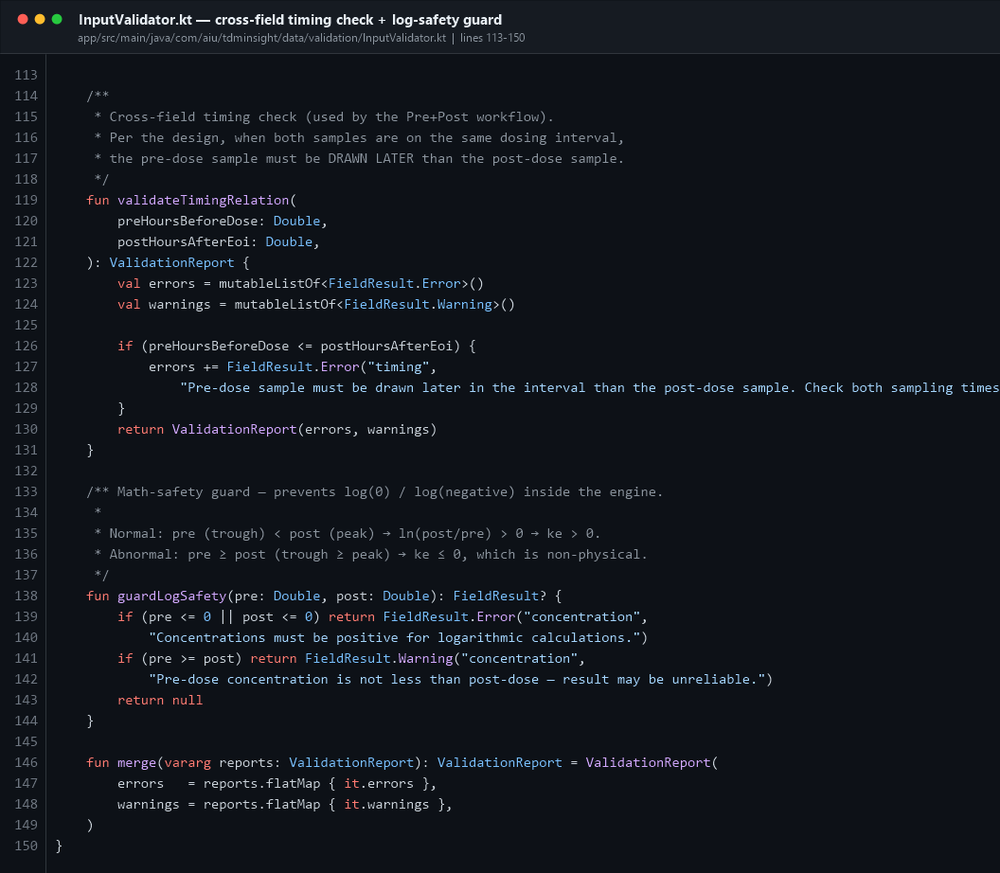 InputValidator.kt — cross-field timing check + log-safety guard
app/src/main/java/com/aiu/tdminsight/data/validation/InputValidator.kt | lines 113-150
113
114    /**
115     * Cross-field timing check (used by the Pre+Post workflow).
116     * Per the design, when both samples are on the same dosing interval,
117     * the pre-dose sample must be DRAWN LATER than the post-dose sample.
118     */
119    fun validateTimingRelation(
120        preHoursBeforeDose: Double,
121        postHoursAfterEoi: Double,
122    ): ValidationReport {
123        val errors = mutableListOf<FieldResult.Error>()
124        val warnings = mutableListOf<FieldResult.Warning>()
125
126        if (preHoursBeforeDose <= postHoursAfterEoi) {
127            errors += FieldResult.Error("timing",
128                "Pre-dose sample must be drawn later in the interval than the post-dose sample. Check both sampling times
129        }
130        return ValidationReport(errors, warnings)
131    }
132
133    /** Math-safety guard — prevents log(0) / log(negative) inside the engine.
134     *
135     * Normal: pre (trough) < post (peak) → ln(post/pre) > 0 → ke > 0.
136     * Abnormal: pre ≥ post (trough ≥ peak) → ke ≤ 0, which is non-physical.
137     */
138    fun guardLogSafety(pre: Double, post: Double): FieldResult? {
139        if (pre <= 0 || post <= 0) return FieldResult.Error("concentration",
140            "Concentrations must be positive for logarithmic calculations.")
141        if (pre >= post) return FieldResult.Warning("concentration",
142            "Pre-dose concentration is not less than post-dose — result may be unreliable.")
143        return null
144    }
145
146    fun merge(vararg reports: ValidationReport): ValidationReport = ValidationReport(
147        errors   = reports.flatMap { it.errors },
148        warnings = reports.flatMap { it.warnings },
149    )
150 }